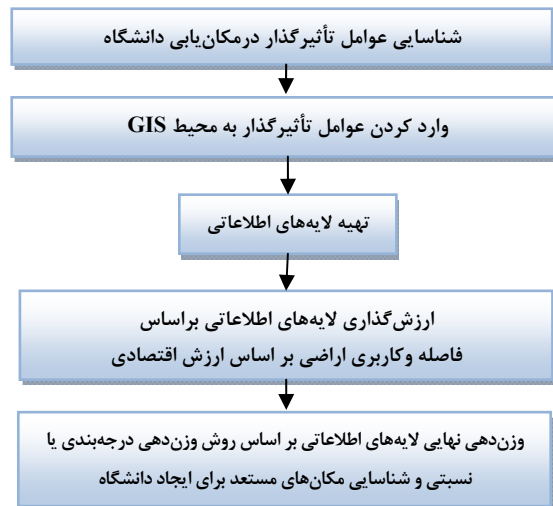 شناسایی عوامل تأثیرگذار درمکان‌یابی دانشگاه
وارد کردن عوامل تأثیرگذار به محیط GIS
تهیه لایه‌های اطلاعاتی
ارزش‌گذاری لایه‌های اطلاعاتی براساس
فاصله وکاربری اراضی بر اساس ارزش اقتصادی
وزن‌دهی نهایی لایه‌های اطلاعاتی بر اساس روش وزن‌دهی درجه‌بندی یا
نسبتی و شناسایی مکان‌های مستعد برای ایجاد دانشگاه